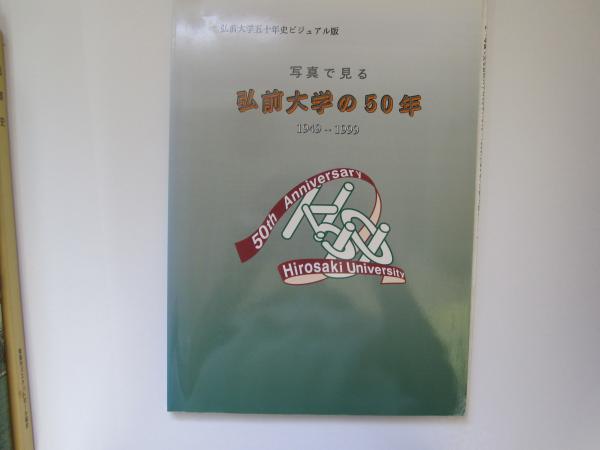 弘前大学五十年史ビジュアル版
写真で見る
弘前大学の50年
1949 - 1999
50th Anniversary
Hirosaki University